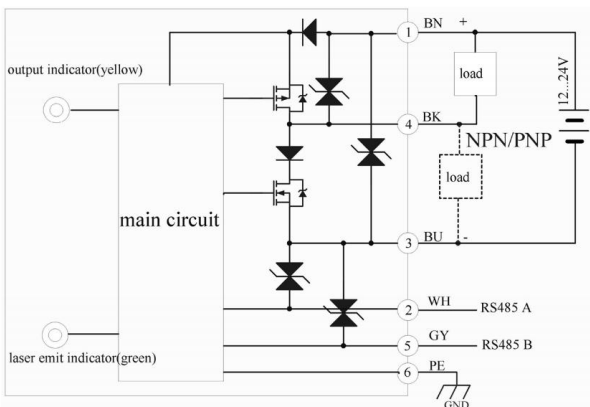 1 BN +
output indicator(yellow)
load
12...24V
4 BK
NPN/PNP
load
main circuit
3 BU -
2 WH RS485 A
5 GY RS485 B
laser emit indicator(green)
6 PE
GND